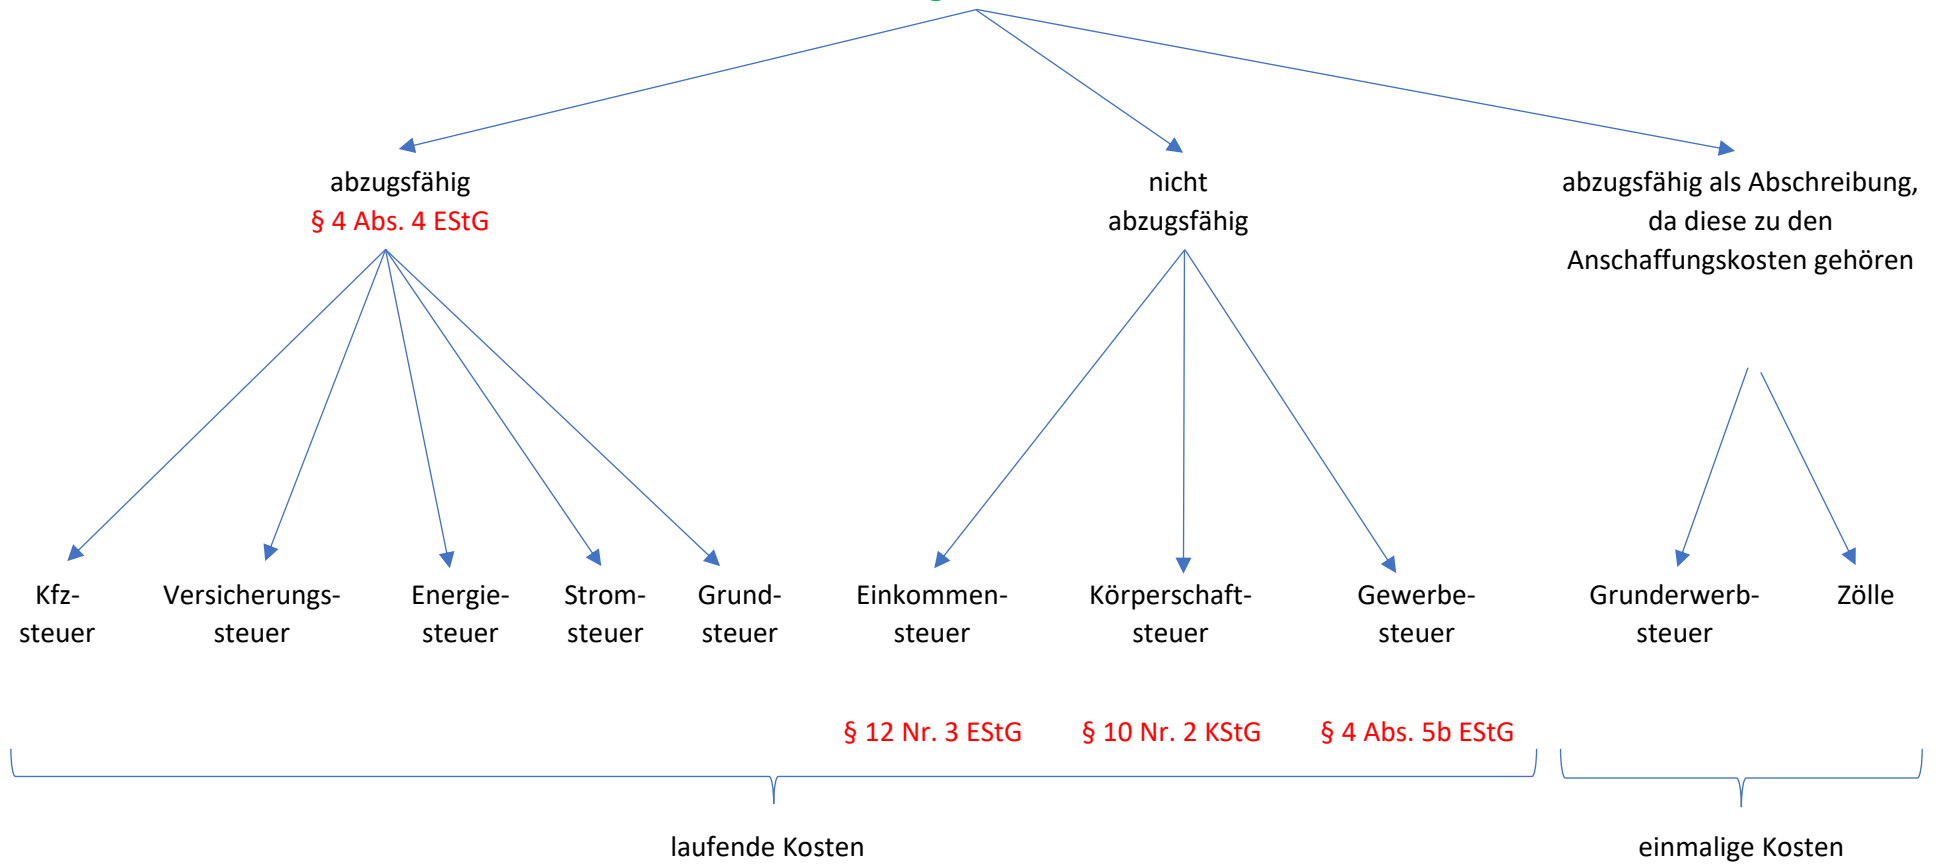 abzugsfähig
§ 4 Abs. 4 EStG
nicht
abzugsfähig
abzugsfähig als Abschreibung,
da diese zu den
Anschaffungskosten gehören
Kfz-
steuer
Versicherungs-
steuer
Energie-
steuer
Strom-
steuer
Grund-
steuer
Einkommen-
steuer
Körperschaft-
steuer
Gewerbe-
steuer
Grunderwerb-
steuer
Zölle
§ 12 Nr. 3 EStG
§ 10 Nr. 2 KStG
§ 4 Abs. 5b EStG
laufende Kosten
einmalige Kosten